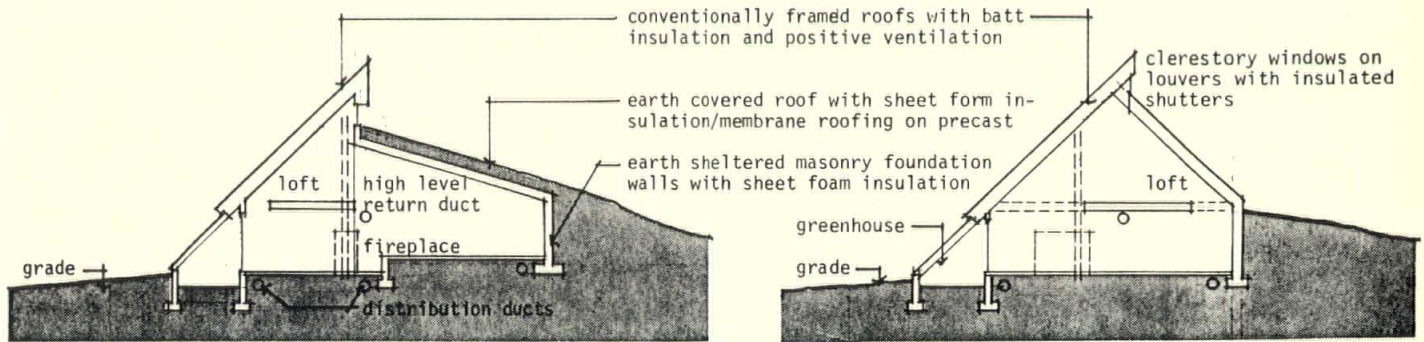 conventionally framed roofs with batt
insulation and positive ventilation
clerestory windows on
louvers with insulated
shutters
earth covered roof with sheet form in-
sulation/membrane roofing on precast
earth sheltered masonry foundation
walls with sheet foam insulation
loft
high level
return duct
fireplace
grade
distribution ducts
loft
greenhouse
grade